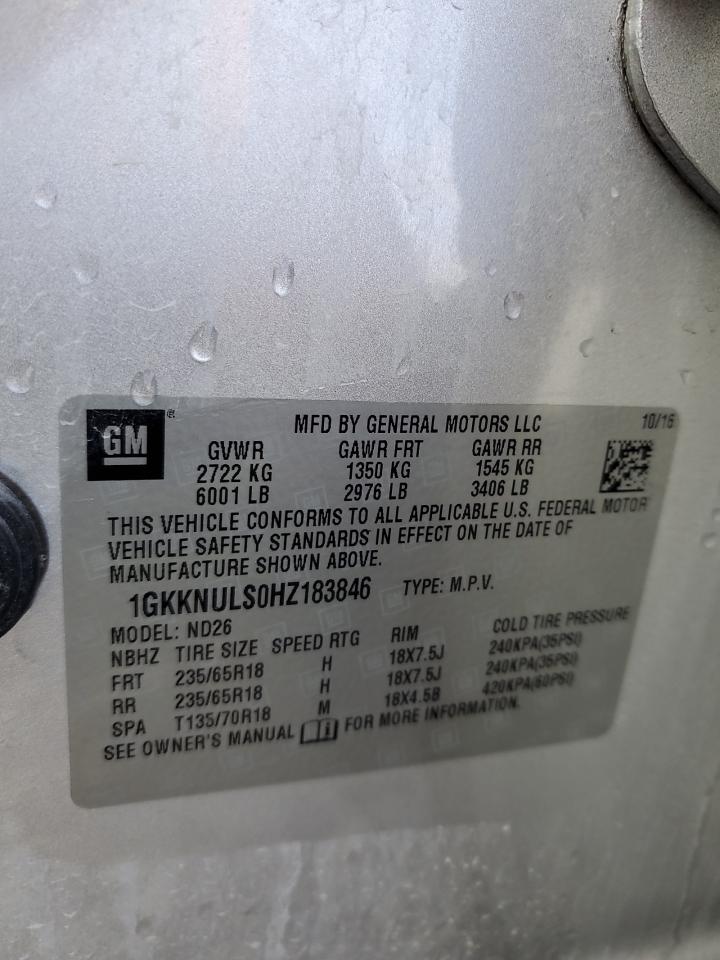 GM ®
MFD BY GENERAL MOTORS LLC 10/16
GVWR GAWR FRT GAWR RR
2722 KG 1350 KG 1545 KG
6001 LB 2976 LB 3406 LB
THIS VEHICLE CONFORMS TO ALL APPLICABLE U.S. FEDERAL MOTOR
VEHICLE SAFETY STANDARDS IN EFFECT ON THE DATE OF
MANUFACTURE SHOWN ABOVE.
1GKKNULS0HZ183846 TYPE: M.P.V.
MODEL: ND26
NBHZ TIRE SIZE SPEED RTG RIM COLD TIRE PRESSURE
FRT 235/65R18 H 18X7.5J 240KPA(35PSI)
RR 235/65R18 H 18X7.5J 240KPA(35PSI)
SPA T135/70R18 M 18X4.5B 420KPA(60PSI)
SEE OWNER'S MANUAL FOR MORE INFORMATION.